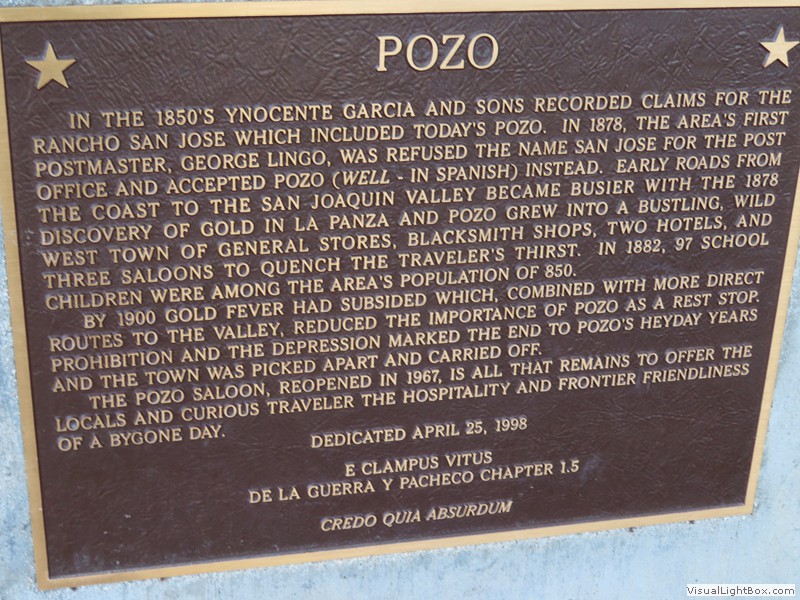 POZO
IN THE 1850'S YNOCENTE GARCIA AND SONS RECORDED CLAIMS FOR THE
RANCHO SAN JOSE WHICH INCLUDED TODAY'S POZO. IN 1878, THE AREA'S FIRST
POSTMASTER, GEORGE LINGO, WAS REFUSED THE NAME SAN JOSE FOR THE POST
OFFICE AND ACCEPTED POZO (WELL - IN SPANISH) INSTEAD. EARLY ROADS FROM
THE COAST TO THE SAN JOAQUIN VALLEY BECAME BUSIER WITH THE 1878
DISCOVERY OF GOLD IN LA PANZA AND POZO GREW INTO A BUSTLING, WILD
WEST TOWN OF GENERAL STORES, BLACKSMITH SHOPS, TWO HOTELS, AND
THREE SALOONS TO QUENCH THE TRAVELER'S THIRST. IN 1882, 97 SCHOOL
CHILDREN WERE AMONG THE AREA'S POPULATION OF 850.
BY 1900 GOLD FEVER HAD SUBSIDED WHICH, COMBINED WITH MORE DIRECT
ROUTES TO THE VALLEY, REDUCED THE IMPORTANCE OF POZO AS A REST STOP.
PROHIBITION AND THE DEPRESSION MARKED THE END TO POZO'S HEYDAY YEARS
AND THE TOWN WAS PICKED APART AND CARRIED OFF.
THE POZO SALOON, REOPENED IN 1967, IS ALL THAT REMAINS TO OFFER THE
LOCALS AND CURIOUS TRAVELER THE HOSPITALITY AND FRONTIER FRIENDLINESS
OF A BYGONE DAY.
DEDICATED APRIL 25, 1998
E CLAMPUS VITUS
DE LA GUERRA Y PACHECO CHAPTER 1.5
CREDO QUIA ABSURDUM
VisualLightBox.com